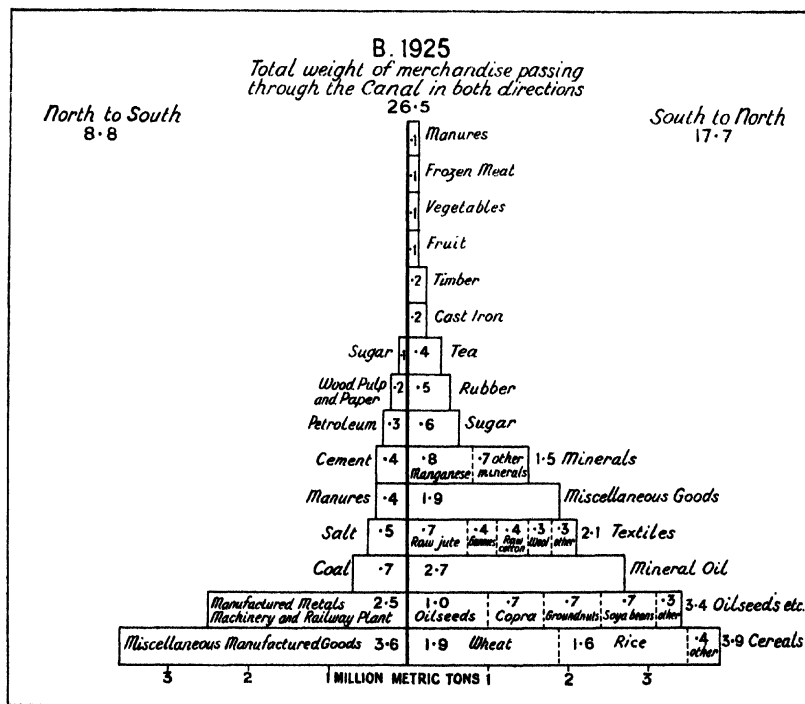 B. 1925
Total weight of merchandise passing
through the Canal in both directions
26·5
North to South
8·8
South to North
17·7
·1 Manures
·1 Frozen Meat
·1 Vegetables
·1 Fruit
·2 Timber
·2 Cast Iron
Sugar ·1 ·4 Tea
Wood Pulp
and Paper ·2 ·5 Rubber
Petroleum ·3 ·6 Sugar
Cement ·4 ·8 Manganese ·7 other minerals 1·5 Minerals
Manures ·4 1·9 Miscellaneous Goods
Salt ·5 ·7 Raw jute ·4 ·4 Raw cotton ·3 Wool ·3 other 2·1 Textiles
Coal ·7 2·7 Mineral Oil
Manufactured Metals
Machinery and Railway Plant 2·5 1·0 Oilseeds ·7 Copra ·7 Groundnuts ·7 Soya beans ·3 other 3·4 Oilseeds etc.
Miscellaneous Manufactured Goods 3·6 1·9 Wheat 1·6 Rice ·4 other 3·9 Cereals
3 2 1 MILLION METRIC TONS 1 2 3